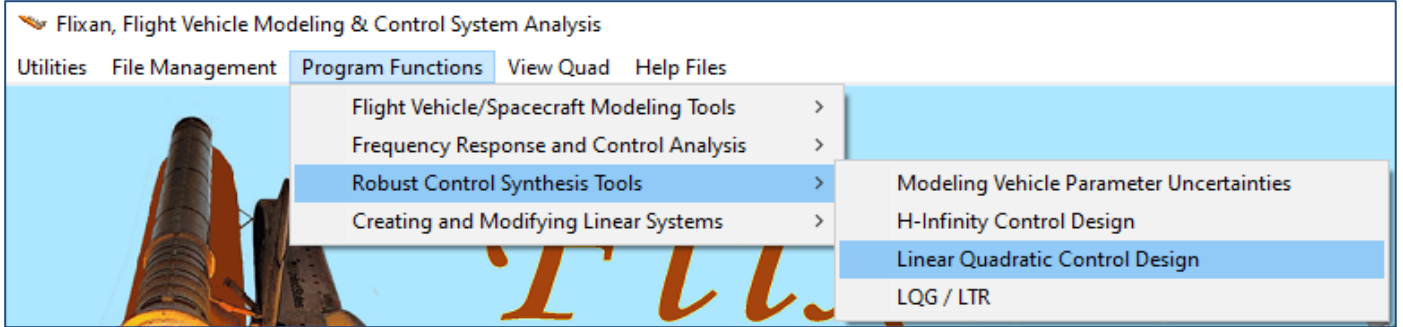 Flixan, Flight Vehicle Modeling & Control System Analysis
Utilities File Management Program Functions View Quad Help Files
Flight Vehicle/Spacecraft Modeling Tools >
Frequency Response and Control Analysis >
Robust Control Synthesis Tools >
Creating and Modifying Linear Systems >
Modeling Vehicle Parameter Uncertainties
H-Infinity Control Design
Linear Quadratic Control Design
LQG / LTR